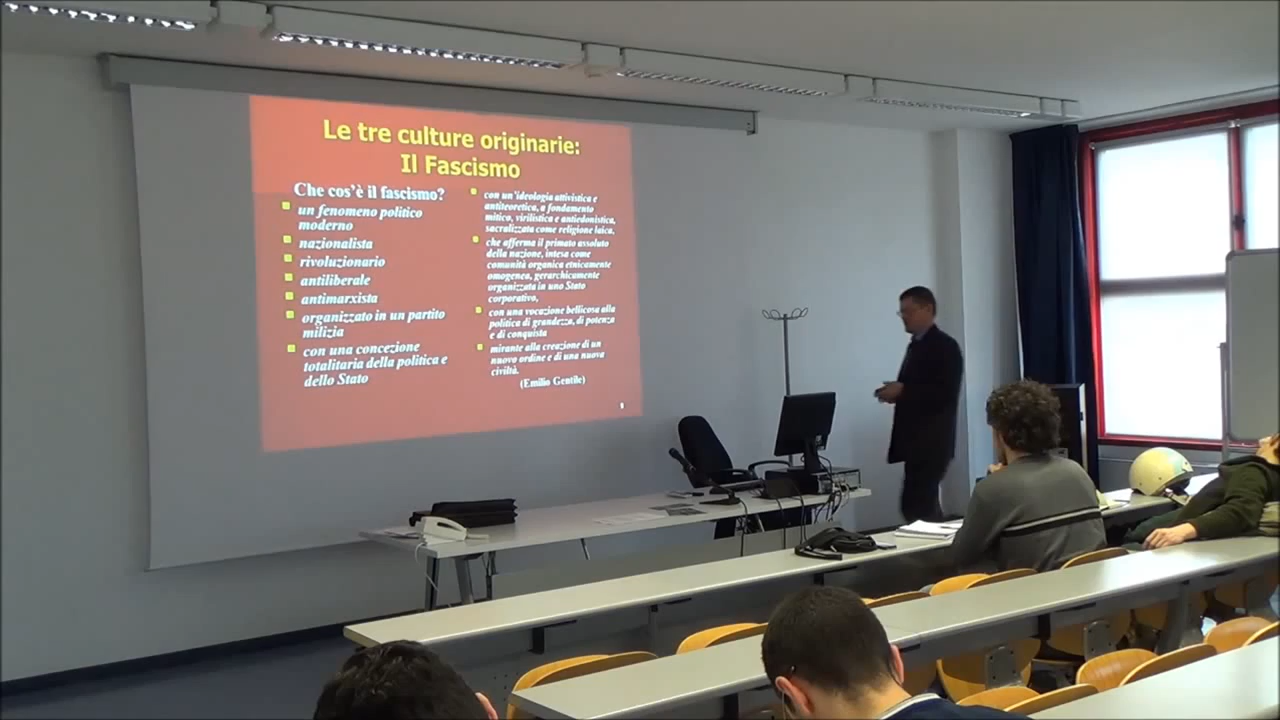 Le tre culture originarie:
Il Fascismo
Che cos'è il fascismo?
un fenomeno politico
moderno
nazionalista
rivoluzionario
antiliberale
antimarxista
organizzato in un partito
milizia
con una concezione
totalitaria della politica e
dello Stato
con un'ideologia attivistica e
antiteoretica, a fondamento
mitico, virilistica e antiedonistica,
sacralizzata come religione laica,
che afferma il primato assoluto
della nazione, intesa come
comunità organica etnicamente
omogenea, gerarchicamente
organizzata in uno Stato
corporativo,
con una vocazione bellicosa alla
politica di grandezza, di potenza
e di conquista
mirante alla creazione di un
nuovo ordine e di una nuova
civiltà.
(Emilio Gentile)